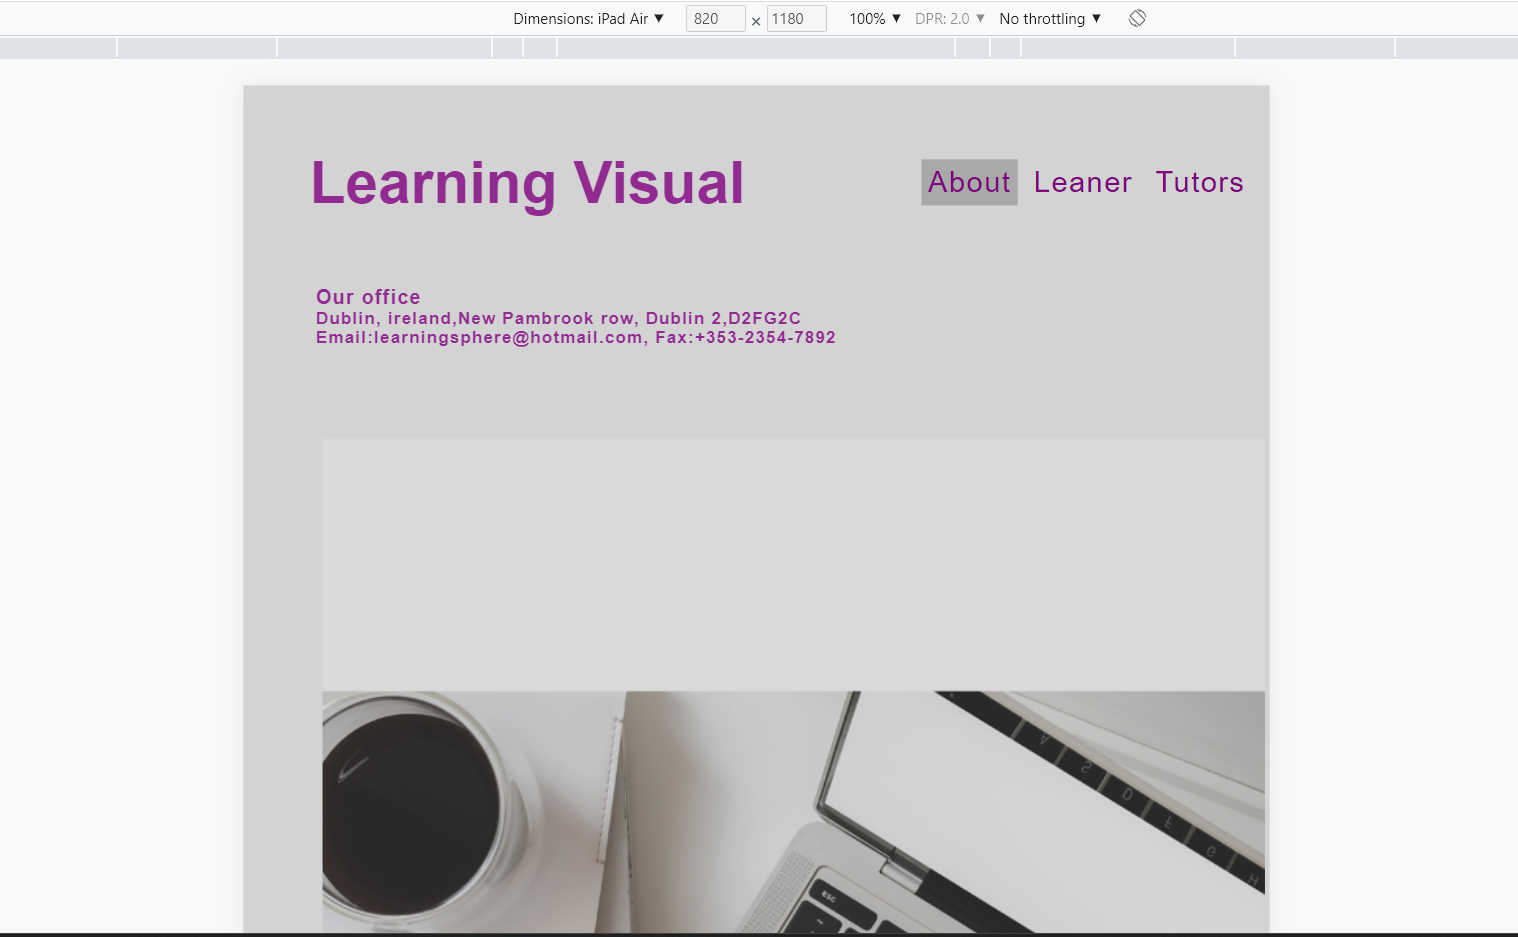 Dimensions: iPad Air ▼ 820 × 1180 100% ▼ DPR: 2.0 ▼ No throttling ▼
Learning Visual
About Leaner Tutors
Our office
Dublin, ireland,New Pambrook row, Dublin 2,D2FG2C
Email:learningsphere@hotmail.com, Fax:+353-2354-7892
A
S
D
F
G
H
esc